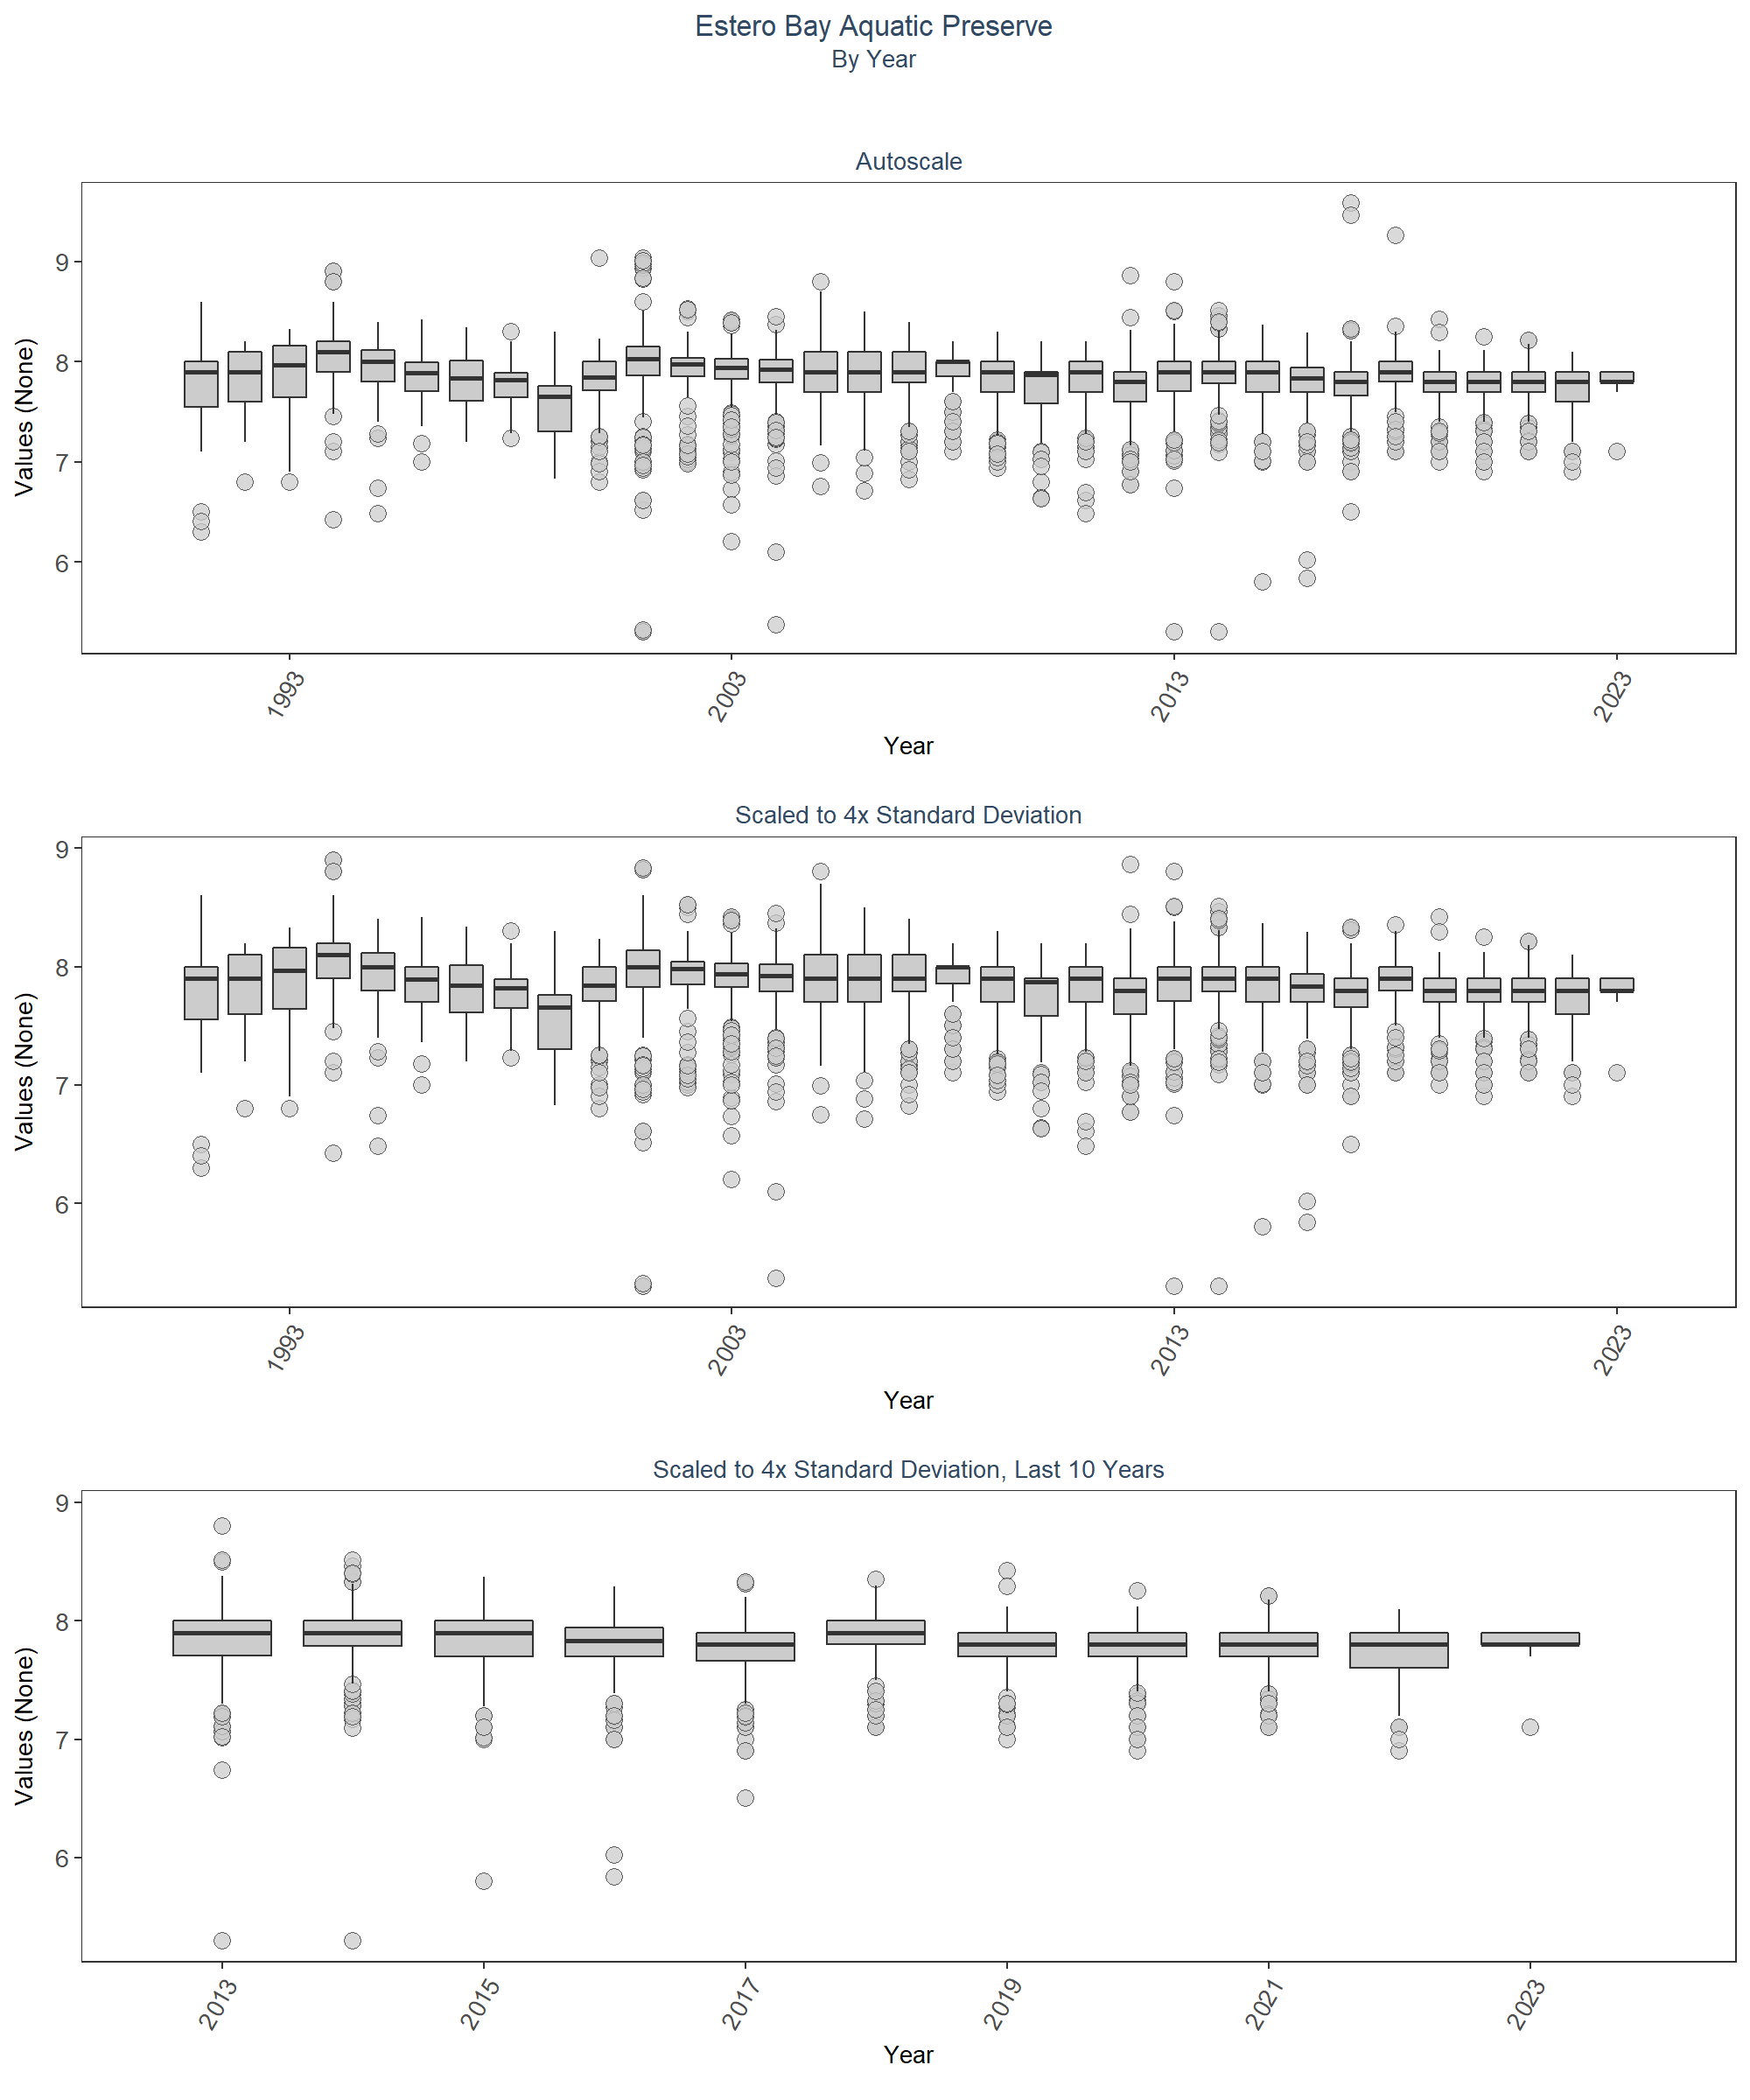 Estero Bay Aquatic Preserve
By Year
Autoscale
Values (None)
9
8
7
6
1993
2003
2013
2023
Year
Scaled to 4x Standard Deviation
Values (None)
9
8
7
6
1993
2003
2013
2023
Year
Scaled to 4x Standard Deviation, Last 10 Years
Values (None)
9
8
7
6
2013
2015
2017
2019
2021
2023
Year